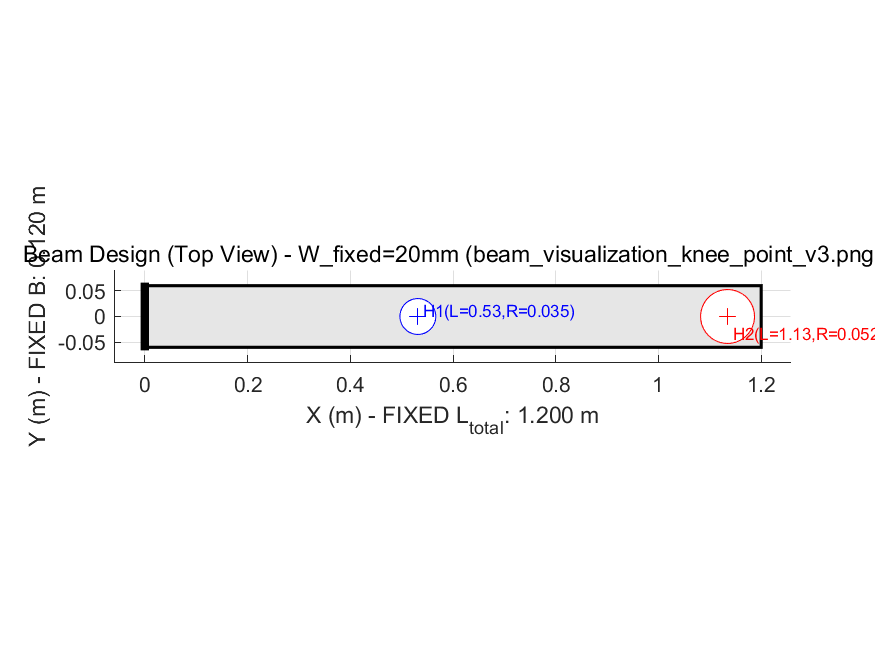 Beam Design (Top View) - W_fixed=20mm (beam_visualization_knee_point_v3.png
Y (m) - FIXED B: 0.120 m
0.05
0
-0.05
H1(L=0.53,R=0.035)
H2(L=1.13,R=0.052
0 0.2 0.4 0.6 0.8 1 1.2
X (m) - FIXED Ltotal: 1.200 m